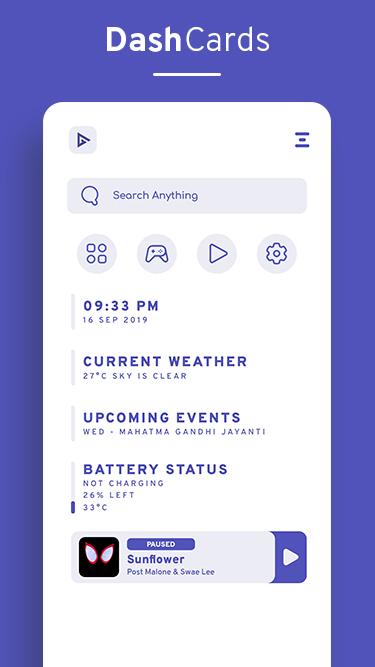 DashCards
Search Anything
09:33 PM
16 SEP 2019
CURRENT WEATHER
27°C SKY IS CLEAR
UPCOMING EVENTS
WED - MAHATMA GANDHI JAYANTI
BATTERY STATUS
NOT CHARGING
26% LEFT
33°C
PAUSED
Sunflower
Post Malone & Swae Lee